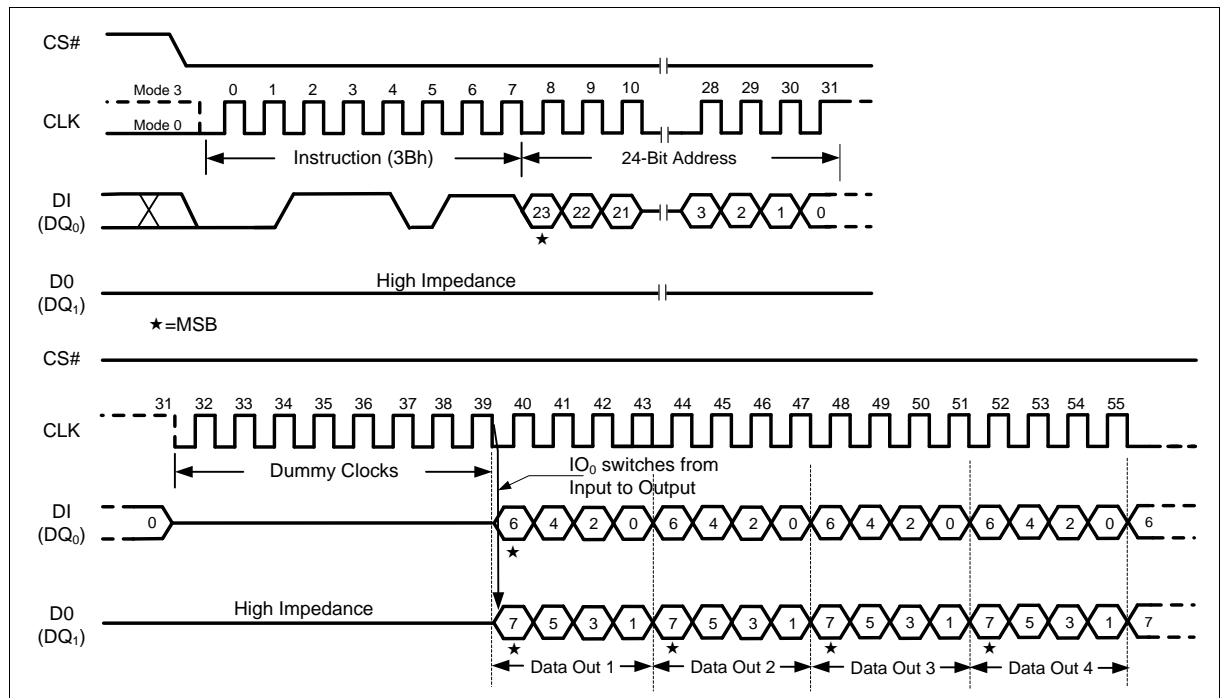 CS#
Mode 3 0 1 2 3 4 5 6 7 8 9 10 28 29 30 31
CLK
Mode 0
Instruction (3Bh) 24-Bit Address
DI
(DQ0)
23 22 21 3 2 1 0
★
D0
(DQ1)
High Impedance
★=MSB
CS#
31 32 33 34 35 36 37 38 39 40 41 42 43 44 45 46 47 48 49 50 51 52 53 54 55
CLK
Dummy Clocks
IO0 switches from
Input to Output
DI
(DQ0)
0 6 4 2 0 6 4 2 0 6 4 2 0 6 4 2 0 6
★
D0
(DQ1)
High Impedance
7 5 3 1 7 5 3 1 7 5 3 1 7 5 3 1 7
★ ★ ★ ★
Data Out 1 Data Out 2 Data Out 3 Data Out 4